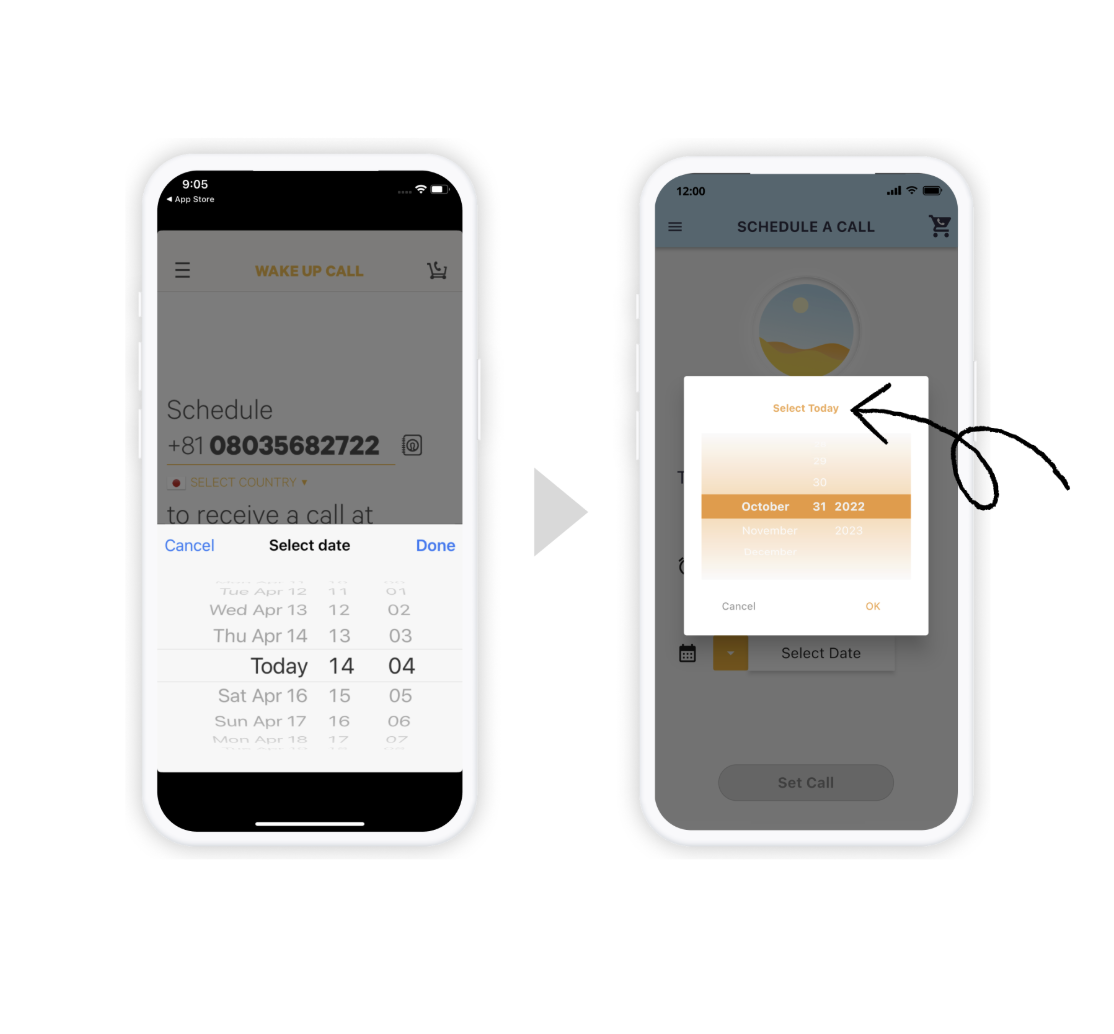 9:05
◀ App Store
WAKE UP CALL
Schedule
+81 08035682722
SELECT COUNTRY ▼
to receive a call at
Cancel Select date Done
Tue Apr 12 11 01
Wed Apr 13 12 02
Thu Apr 14 13 03
Today 14 04
Sat Apr 16 15 05
Sun Apr 17 16 06
Mon Apr 18 17 07
12:00
SCHEDULE A CALL
Select Today
29
30
October 31 2022
November 2023
December
Cancel OK
Select Date
Set Call